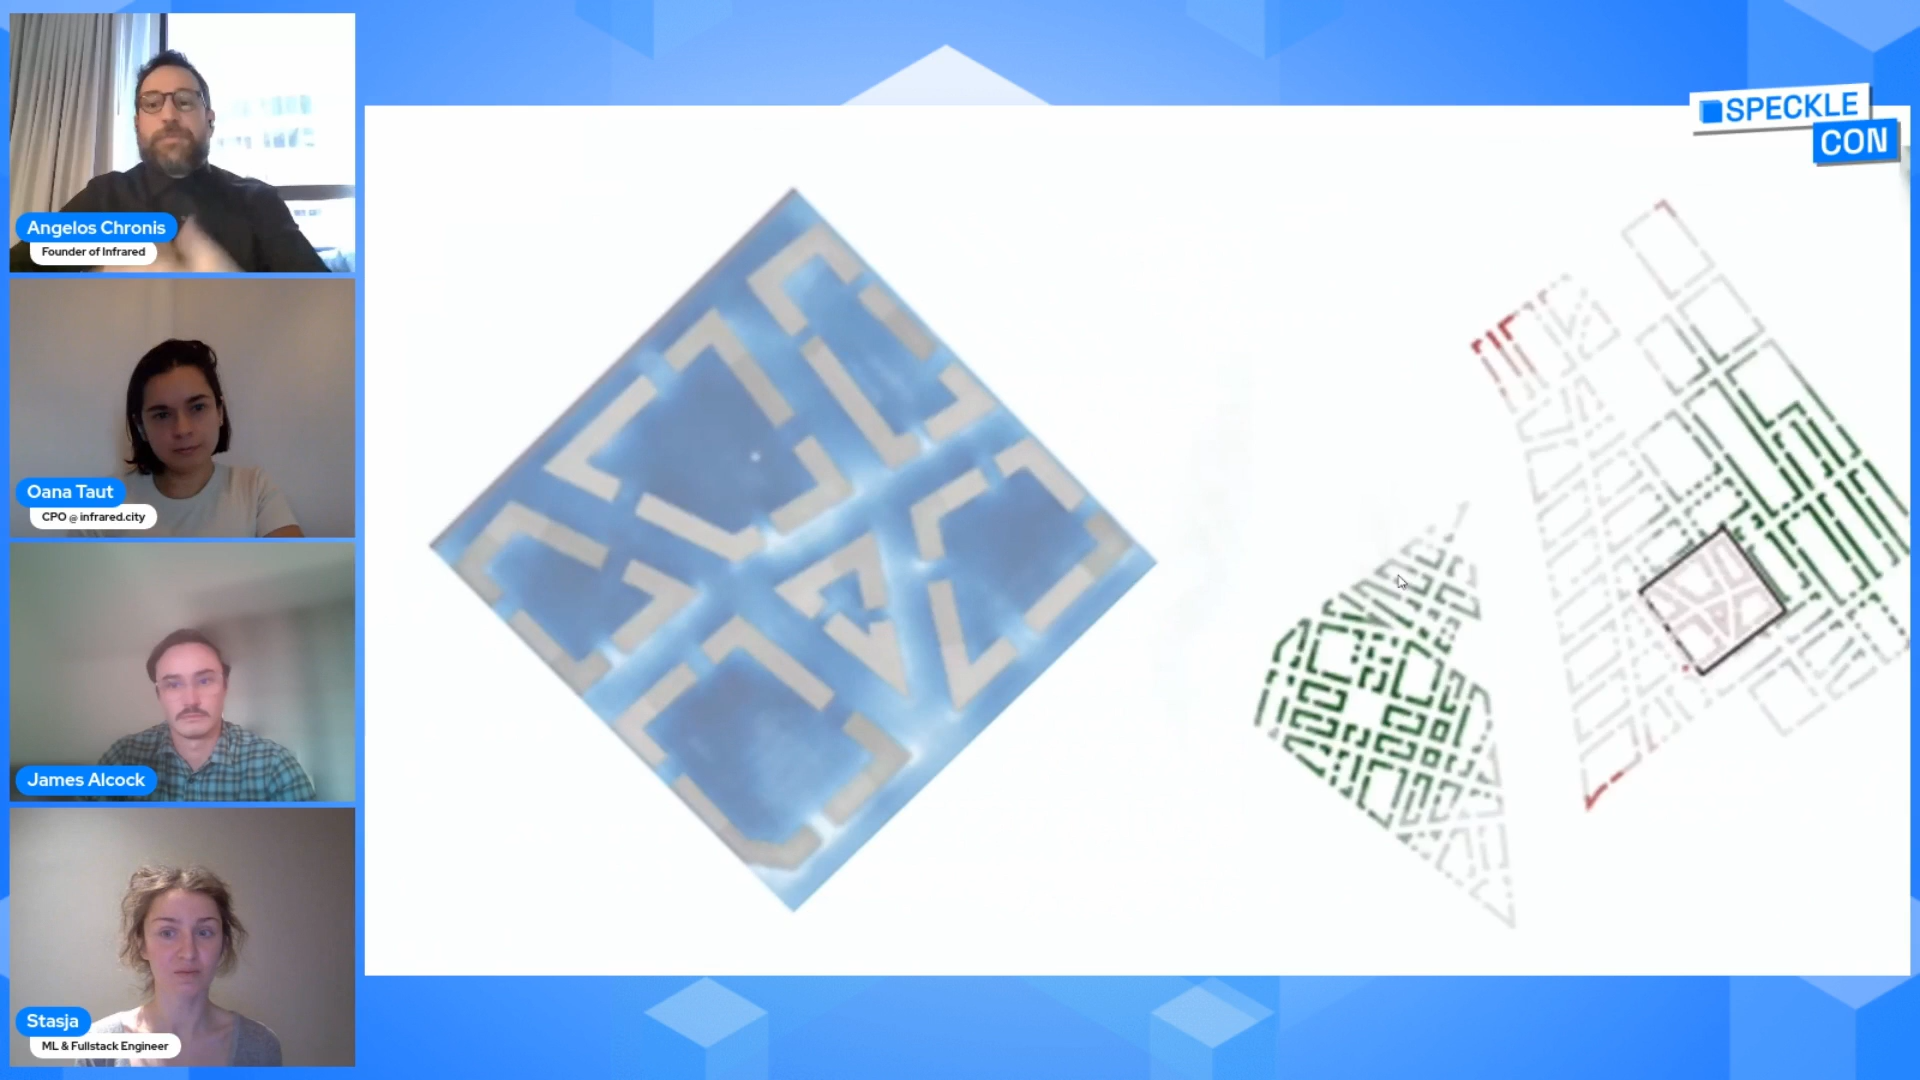 SPECKLE
CON
Angelos Chronis
Founder of Infrared
Oana Taut
CPO @ infrared.city
James Alcock
Stasja
ML & Fullstack Engineer